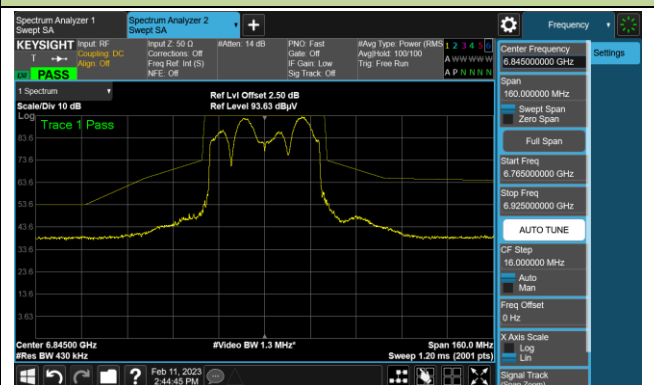 Spectrum Analyzer 1
Swept SA
Spectrum Analyzer 2
Swept SA
Frequency
KEYSIGHT
Input: RF
Coupling: DC
Align: Off
Input Z: 50 Ω
Corrections: Off
Freq Ref: Int (S)
NFE: Off
#Atten: 14 dB
PNO: Fast
Gate: Off
IF Gain: Low
Sig Track: Off
#Avg Type: Power (RMS
Avg|Hold: 100/100
Trig: Free Run
1 2 3 4 5 6
A W W W W W
A P N N N N
T
LXI
PASS
1 Spectrum
Scale/Div 10 dB
Ref Lvl Offset 2.50 dB
Ref Level 93.63 dBµV
Log
Trace 1 Pass
83.6
73.6
63.6
53.6
43.6
33.6
23.6
13.6
3.63
Center 6.84500 GHz
#Res BW 430 kHz
#Video BW 1.3 MHz*
Span 160.0 MHz
Sweep 1.20 ms (2001 pts)
Center Frequency
6.845000000 GHz
Settings
Span
160.000000 MHz
Swept Span
Zero Span
Full Span
Start Freq
6.765000000 GHz
Stop Freq
6.925000000 GHz
AUTO TUNE
CF Step
16.000000 MHz
Auto
Man
Freq Offset
0 Hz
X Axis Scale
Log
Lin
Signal Track
(Span Zoom)
?
Feb 11, 2023
2:44:45 PM